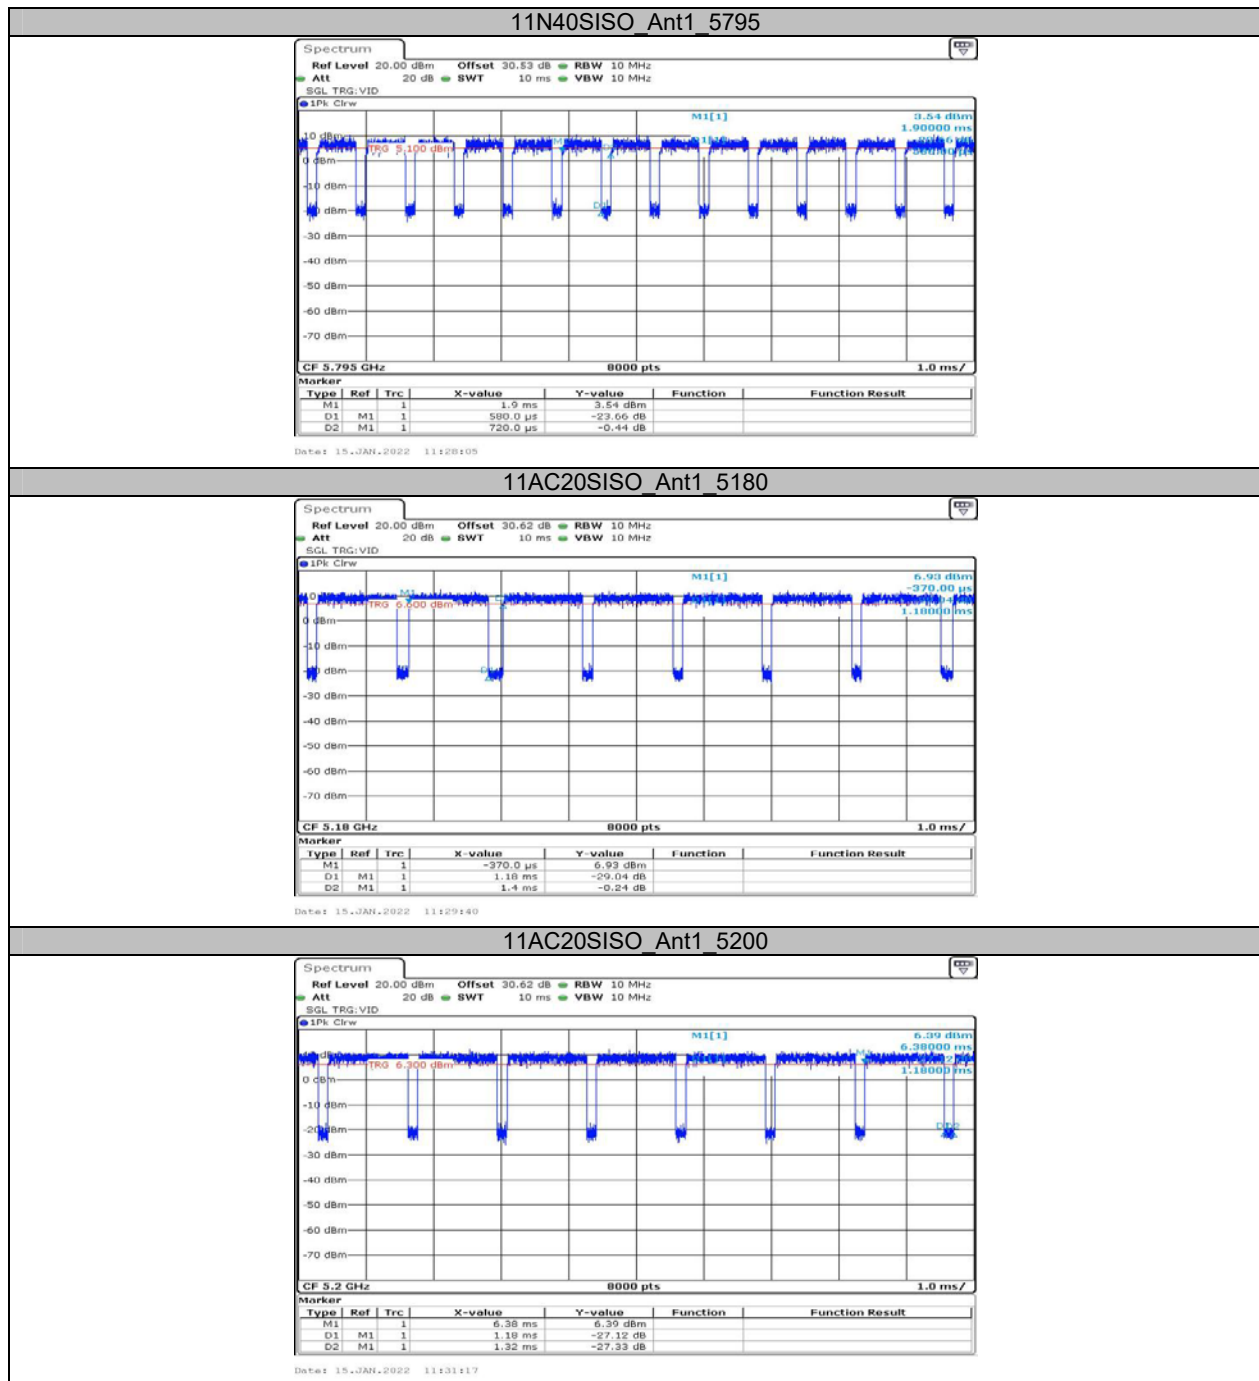 11N40SISO_Ant1_5795
Spectrum
Ref Level 20.00 dBm Offset 30.53 dB RBW 10 MHz
Att 20 dB SWT 10 ms VBW 10 MHz
SGL TRG:VID
1Pk Clrw
M1[1] 3.54 dBm
1.90000 ms
10 dBm
TRG 5.100 dBm
0 dBm
-10 dBm
-30 dBm
-40 dBm
-50 dBm
-60 dBm
-70 dBm
CF 5.795 GHz 8000 pts 1.0 ms/
Marker
Type Ref Trc X-value Y-value Function Function Result
M1 1 1.9 ms 3.54 dBm
D1 M1 1 580.0 µs -23.66 dB
D2 M1 1 720.0 µs -0.44 dB
Date: 15.JAN.2022 11:28:05
11AC20SISO_Ant1_5180
Spectrum
Ref Level 20.00 dBm Offset 30.62 dB RBW 10 MHz
Att 20 dB SWT 10 ms VBW 10 MHz
SGL TRG:VID
1Pk Clrw
M1[1] 6.93 dBm
-370.00 µs
M1
TRG 6.600 dBm
1.18000 ms
0 dBm
-10 dBm
-30 dBm
-40 dBm
-50 dBm
-60 dBm
-70 dBm
CF 5.18 GHz 8000 pts 1.0 ms/
Marker
Type Ref Trc X-value Y-value Function Function Result
M1 1 -370.0 µs 6.93 dBm
D1 M1 1 1.18 ms -29.04 dB
D2 M1 1 1.4 ms -0.24 dB
Date: 15.JAN.2022 11:29:40
11AC20SISO_Ant1_5200
Spectrum
Ref Level 20.00 dBm Offset 30.62 dB RBW 10 MHz
Att 20 dB SWT 10 ms VBW 10 MHz
SGL TRG:VID
1Pk Clrw
M1[1] 6.39 dBm
6.38000 ms
TRG 6.300 dBm
1.18000 ms
0 dBm
-10 dBm
-20 dBm
-30 dBm
-40 dBm
-50 dBm
-60 dBm
-70 dBm
CF 5.2 GHz 8000 pts 1.0 ms/
Marker
Type Ref Trc X-value Y-value Function Function Result
M1 1 6.38 ms 6.39 dBm
D1 M1 1 1.18 ms -27.12 dB
D2 M1 1 1.32 ms -27.33 dB
Date: 15.JAN.2022 11:31:17